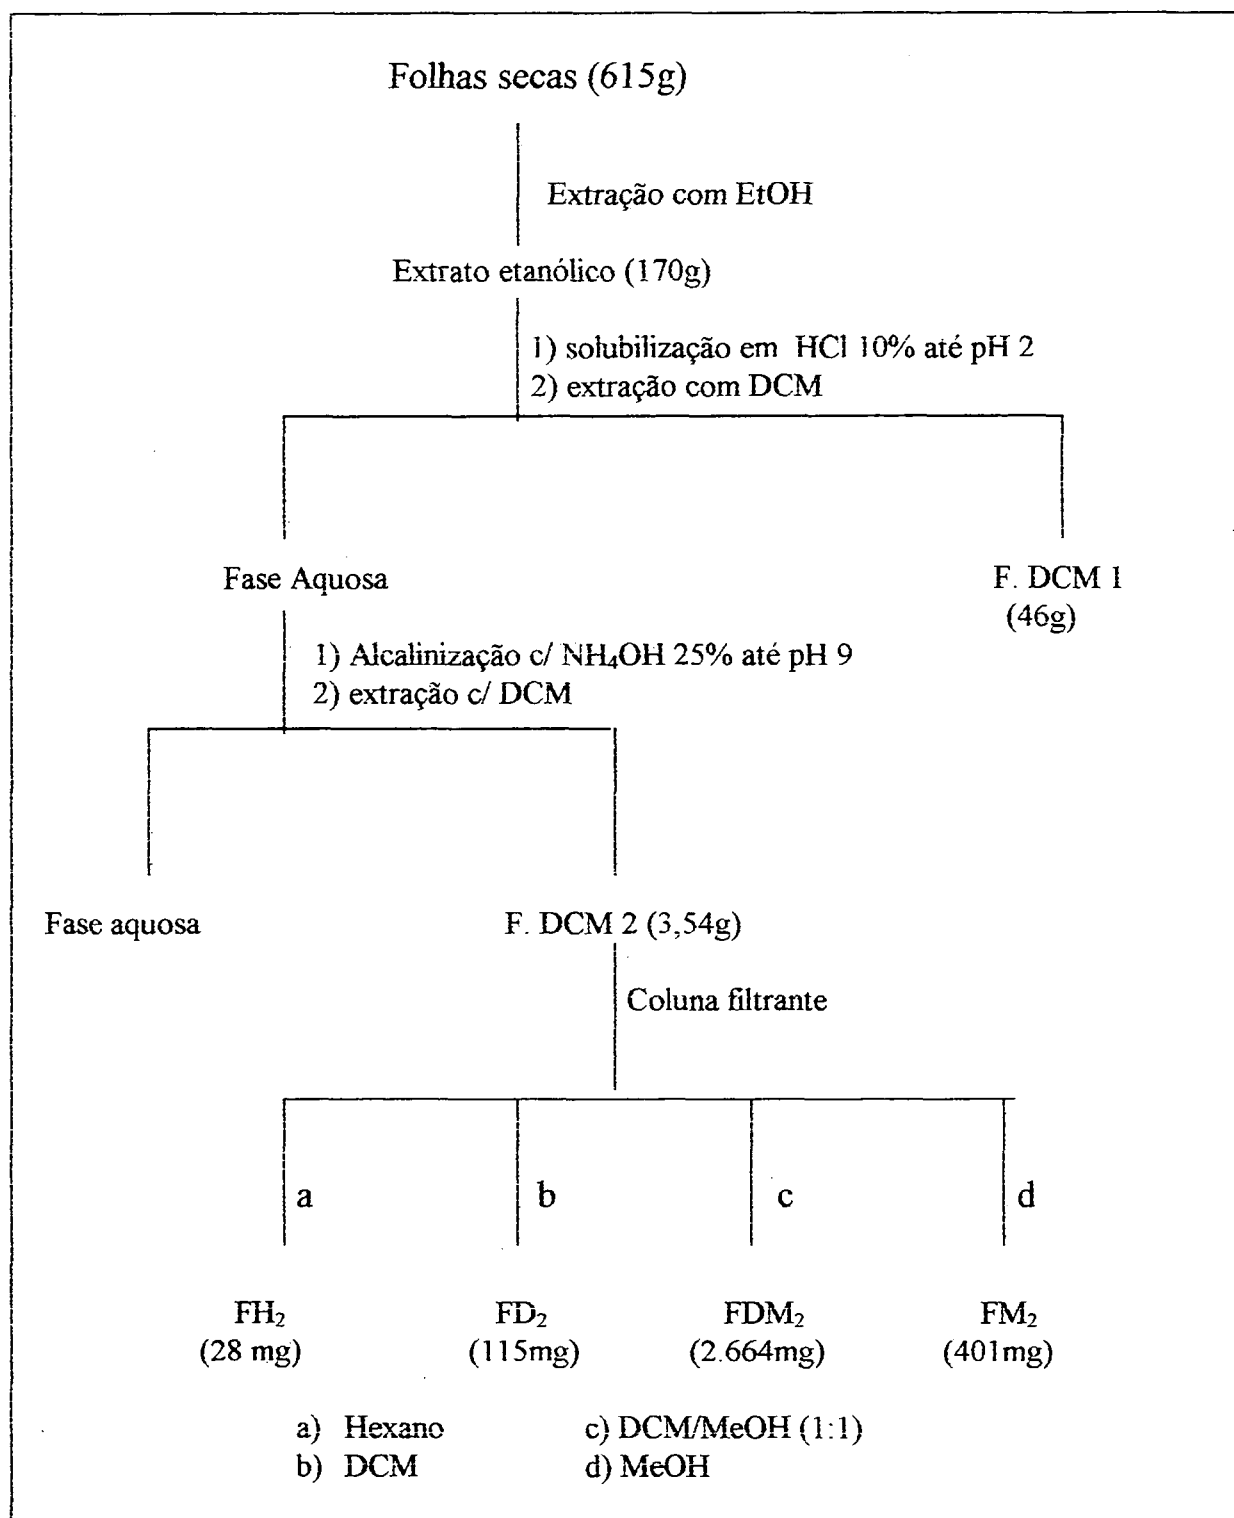 Folhas secas (615g)
Extração com EtOH
Extrato etanólico (170g)
1) solubilização em HCl 10% até pH 2
2) extração com DCM
Fase Aquosa
F. DCM 1
(46g)
1) Alcalinização c/ NH₄OH 25% até pH 9
2) extração c/ DCM
Fase aquosa
F. DCM 2 (3,54g)
Coluna filtrante
a b c d
FH₂ FD₂ FDM₂ FM₂
(28 mg) (115mg) (2.664mg) (401mg)
a) Hexano c) DCM/MeOH (1:1)
b) DCM d) MeOH